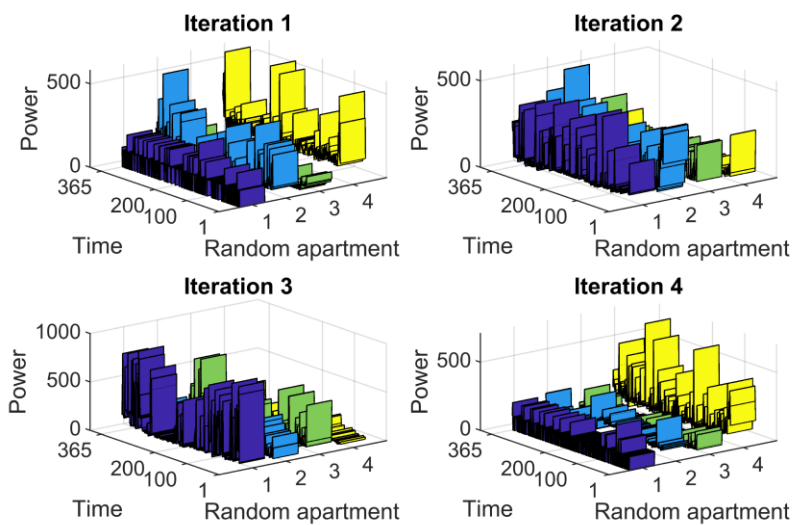 Iteration 1
500
0
Power
365
200
100
1
Time
1
2
3
4
Random apartment
Iteration 2
500
0
Power
365
200
100
1
Time
1
2
3
4
Random apartment
Iteration 3
1000
500
0
Power
365
200
100
1
Time
1
2
3
4
Random apartment
Iteration 4
500
0
Power
365
200
100
1
Time
1
2
3
4
Random apartment